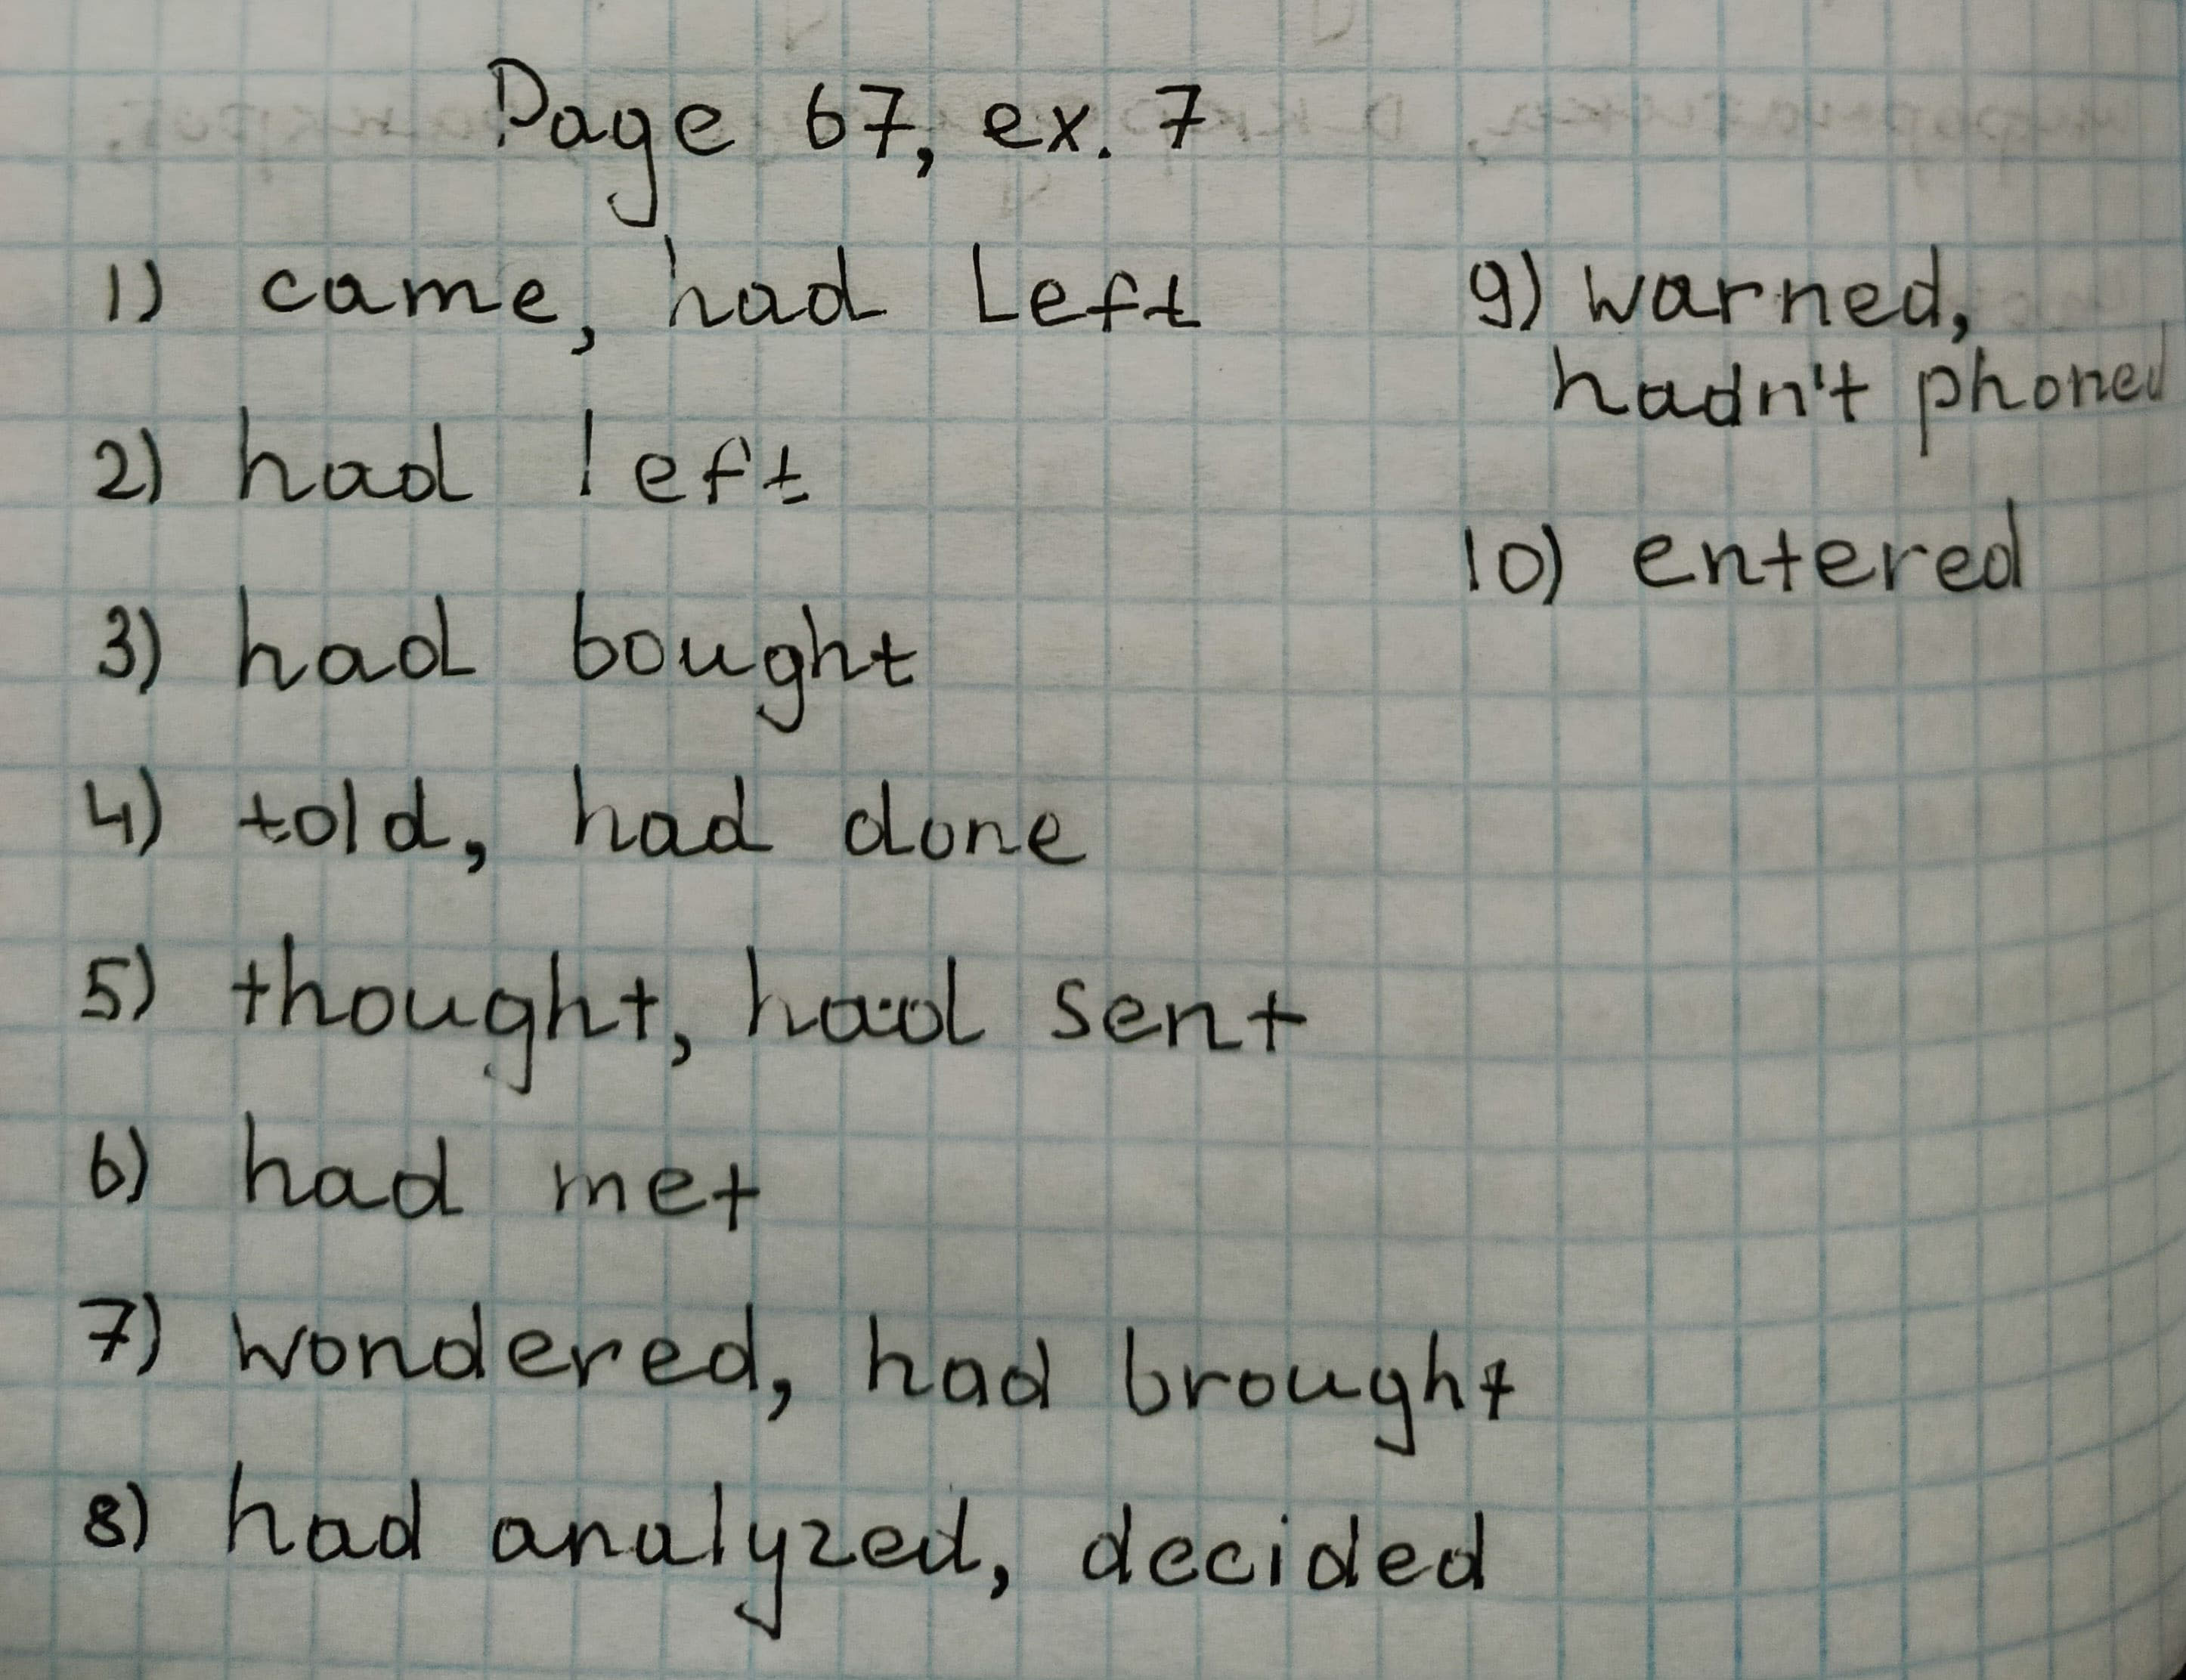 Page 67, ex. 7
1) came, had left
2) had left
3) had bought
4) told, had done
5) thought, had sent
6) had met
7) wondered, had brought
8) had analyzed, decided
9) warned,
hadn't phoned
10) entered